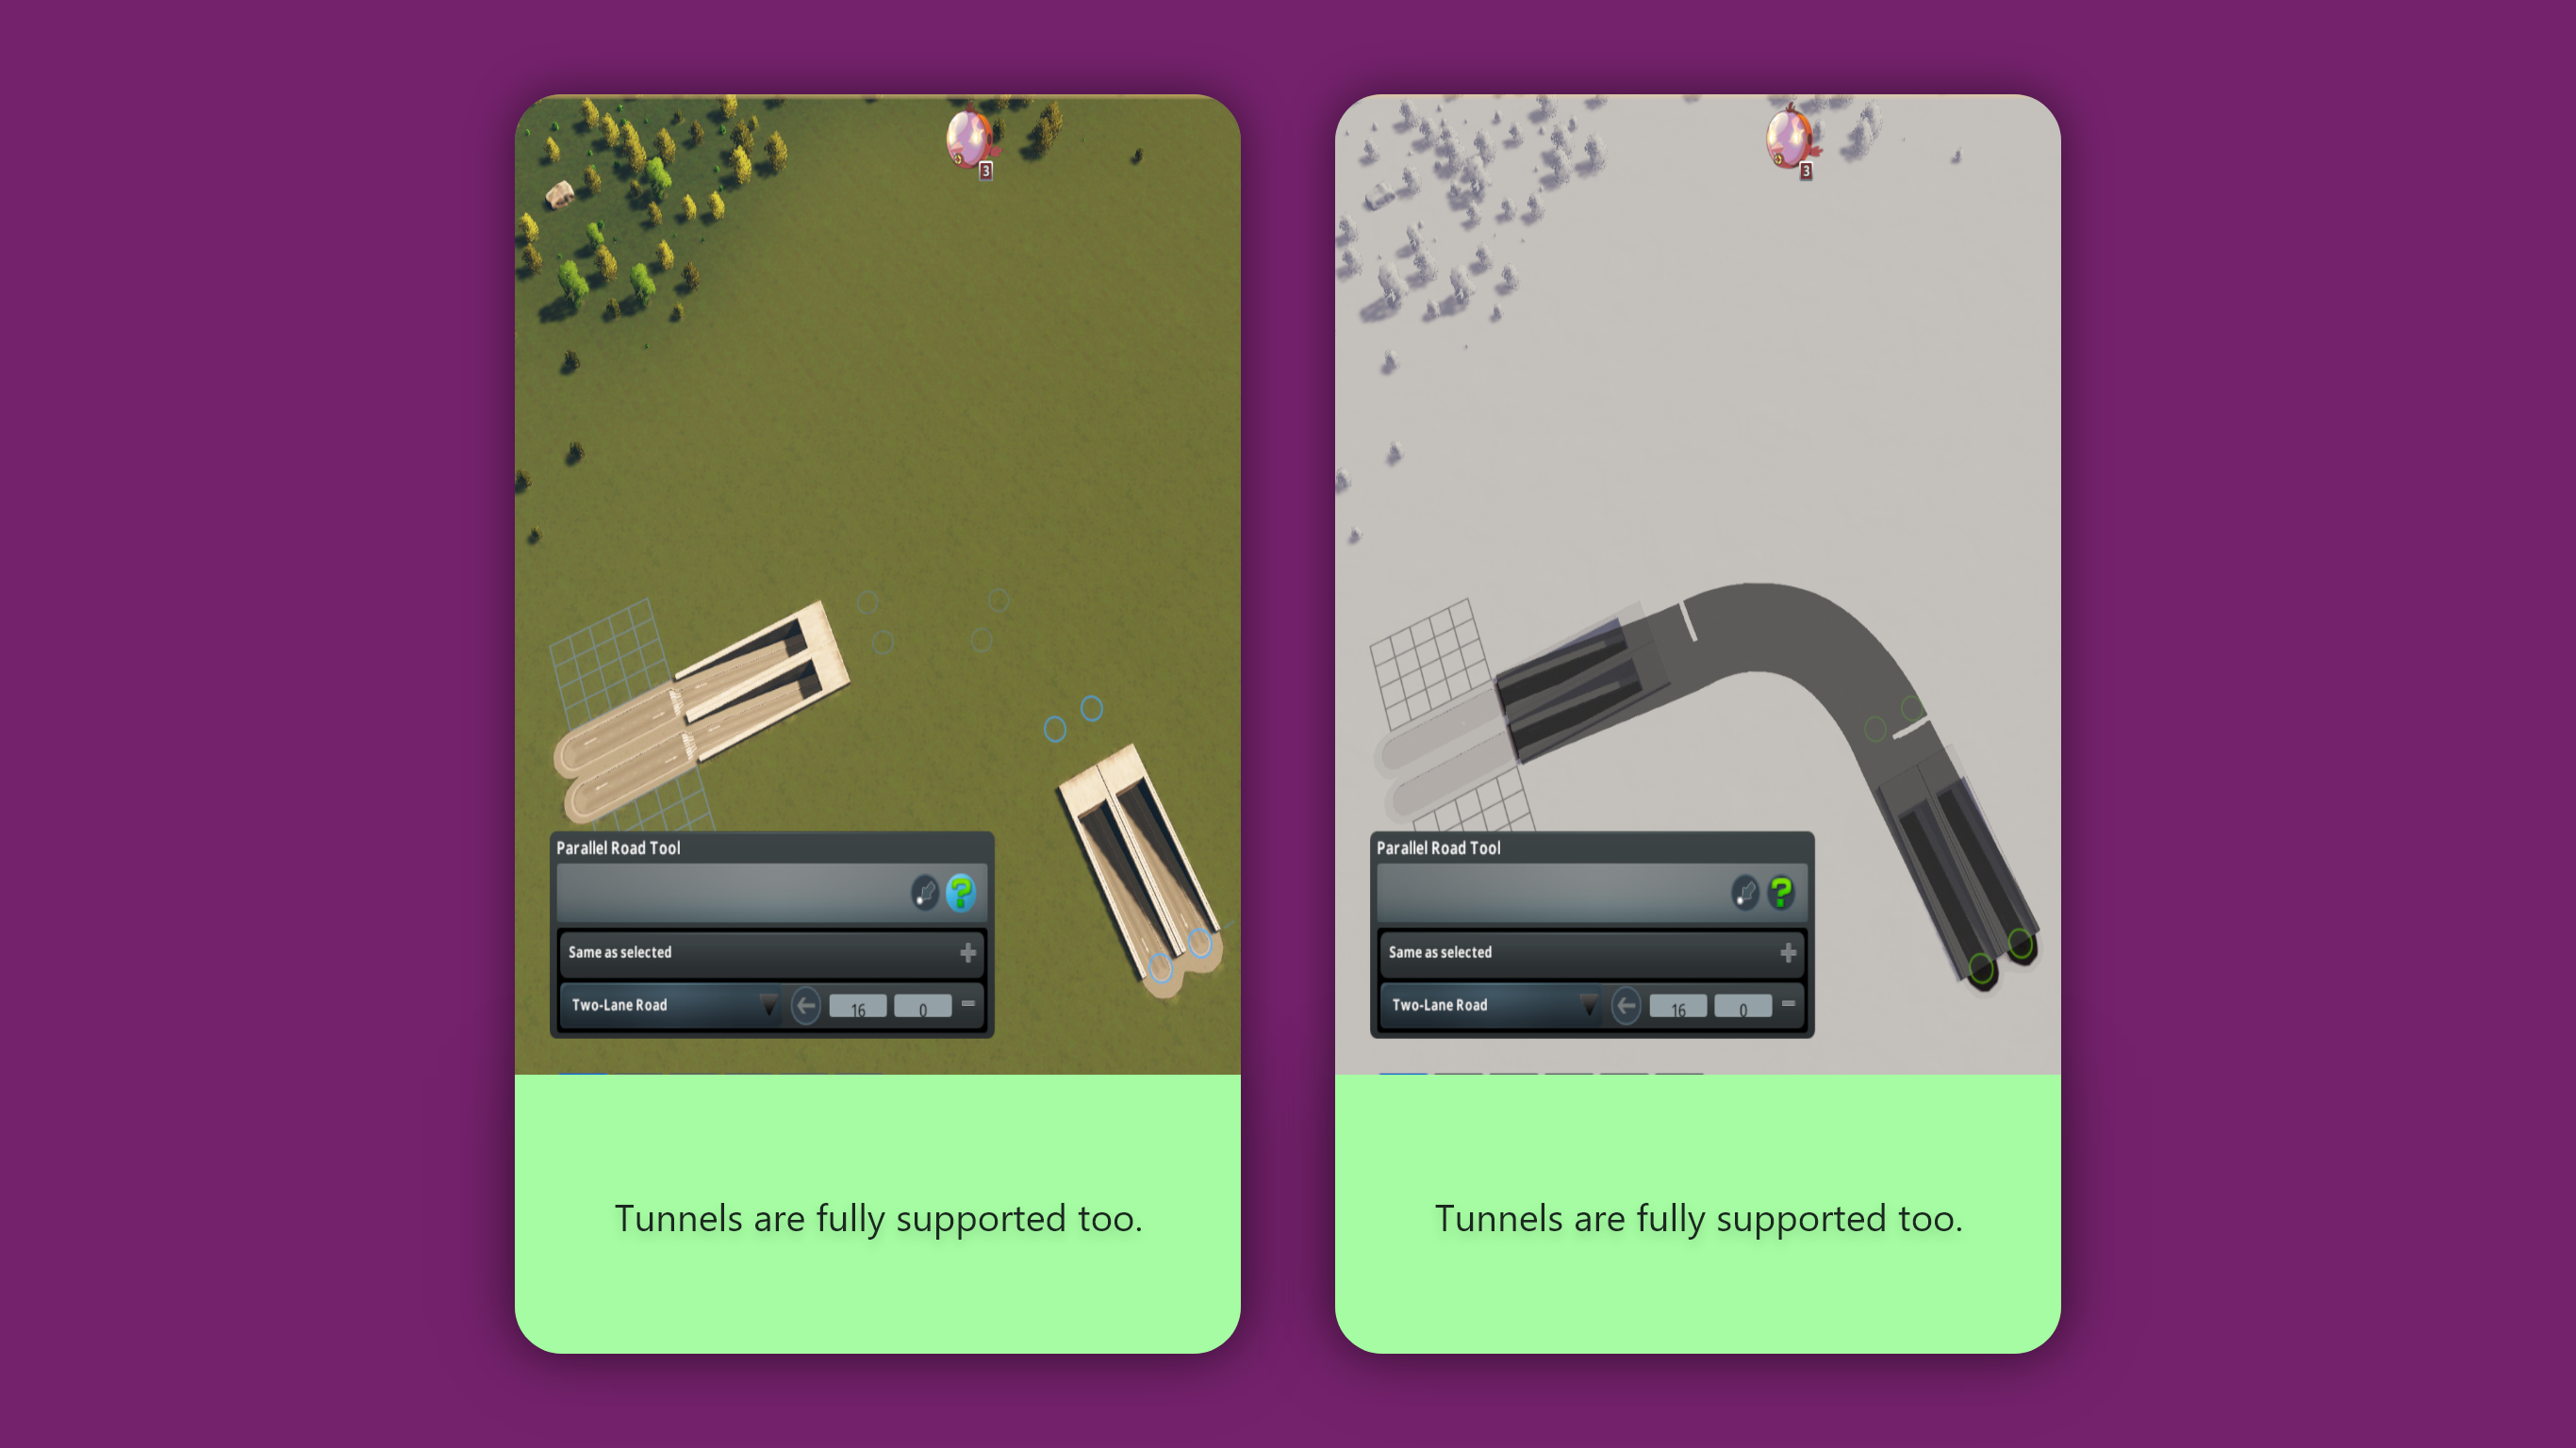 3
Parallel Road Tool
?
Same as selected +
Two-Lane Road 16 0 −
Tunnels are fully supported too.
3
Parallel Road Tool
?
Same as selected +
Two-Lane Road 16 0 −
Tunnels are fully supported too.